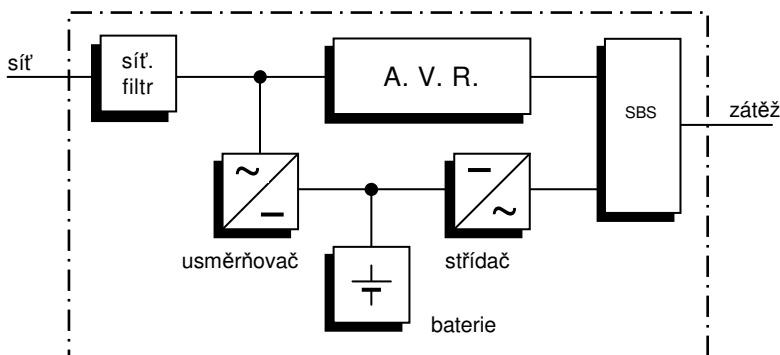 síť
síť.
filtr
A. V. R.
SBS
zátěž
usměrňovač
střídač
baterie